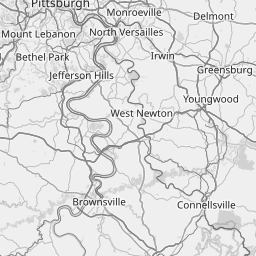 Pittsburgh
Monroeville
Delmont
Mount Lebanon
North Versailles
Bethel Park
Irwin
Greensburg
Jefferson Hills
Youngwood
West Newton
Brownsville
Connellsville